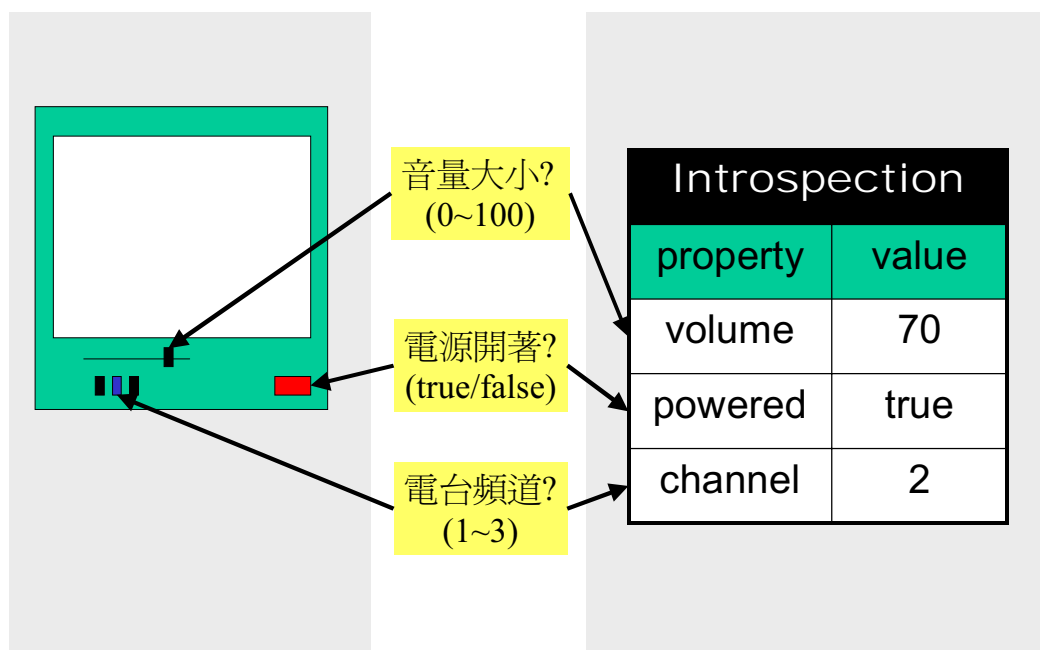 音量大小?
(0~100)
電源開著?
(true/false)
電台頻道?
(1~3)
Introspection
property value
volume 70
powered true
channel 2